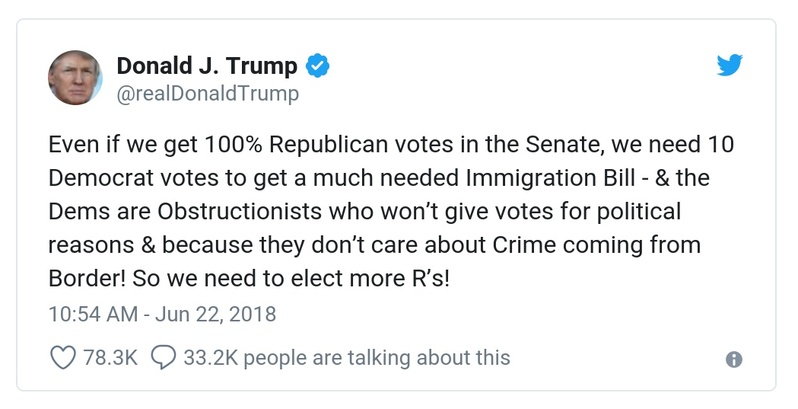 Donald J. Trump
@realDonaldTrump
Even if we get 100% Republican votes in the Senate, we need 10
Democrat votes to get a much needed Immigration Bill - & the
Dems are Obstructionists who won’t give votes for political
reasons & because they don’t care about Crime coming from
Border! So we need to elect more R’s!
10:54 AM - Jun 22, 2018
78.3K 33.2K people are talking about this